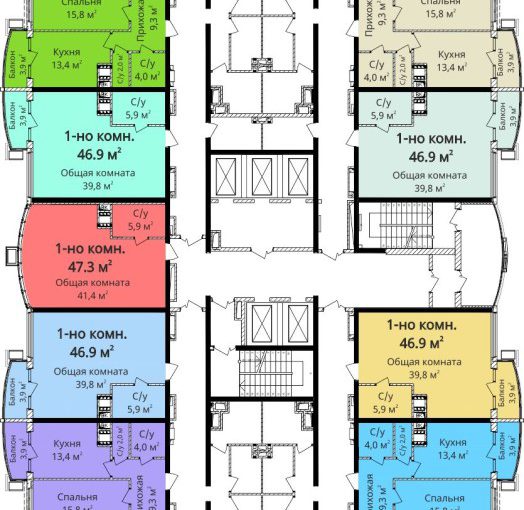 Спальня
15,8 м²
Прихожая
9,3 м²
Балкон
3,9 м²
Кухня
13,4 м²
С/у 2,0 м²
С/у
4,0 м²
Прихожая
9,3 м²
Спальня
15,8 м²
С/у
4,0 м²
С/у 2,0 м²
Кухня
13,4 м²
Балкон
3,9 м²
Балкон
3,9 м²
С/у
5,9 м²
1-но комн.
46.9 м²
Общая комната
39,8 м²
С/у
5,9 м²
Балкон
3,9 м²
1-но комн.
46.9 м²
Общая комната
39,8 м²
С/у
5,9 м²
1-но комн.
47.3 м²
Общая комната
41,4 м²
1-но комн.
46.9 м²
Общая комната
39,8 м²
Балкон
3,9 м²
С/у
5,9 м²
1-но комн.
46.9 м²
Общая комната
39,8 м²
С/у
5,9 м²
Балкон
3,9 м²
Балкон
3,9 м²
Кухня
13,4 м²
С/у 2,0 м²
С/у
4,0 м²
Спальня
15,8 м²
Прихожая
9,3 м²
С/у
4,0 м²
С/у 2,0 м²
Кухня
13,4 м²
Балкон
3,9 м²
Прихожая
9,3 м²
Спальня
15,8 м²